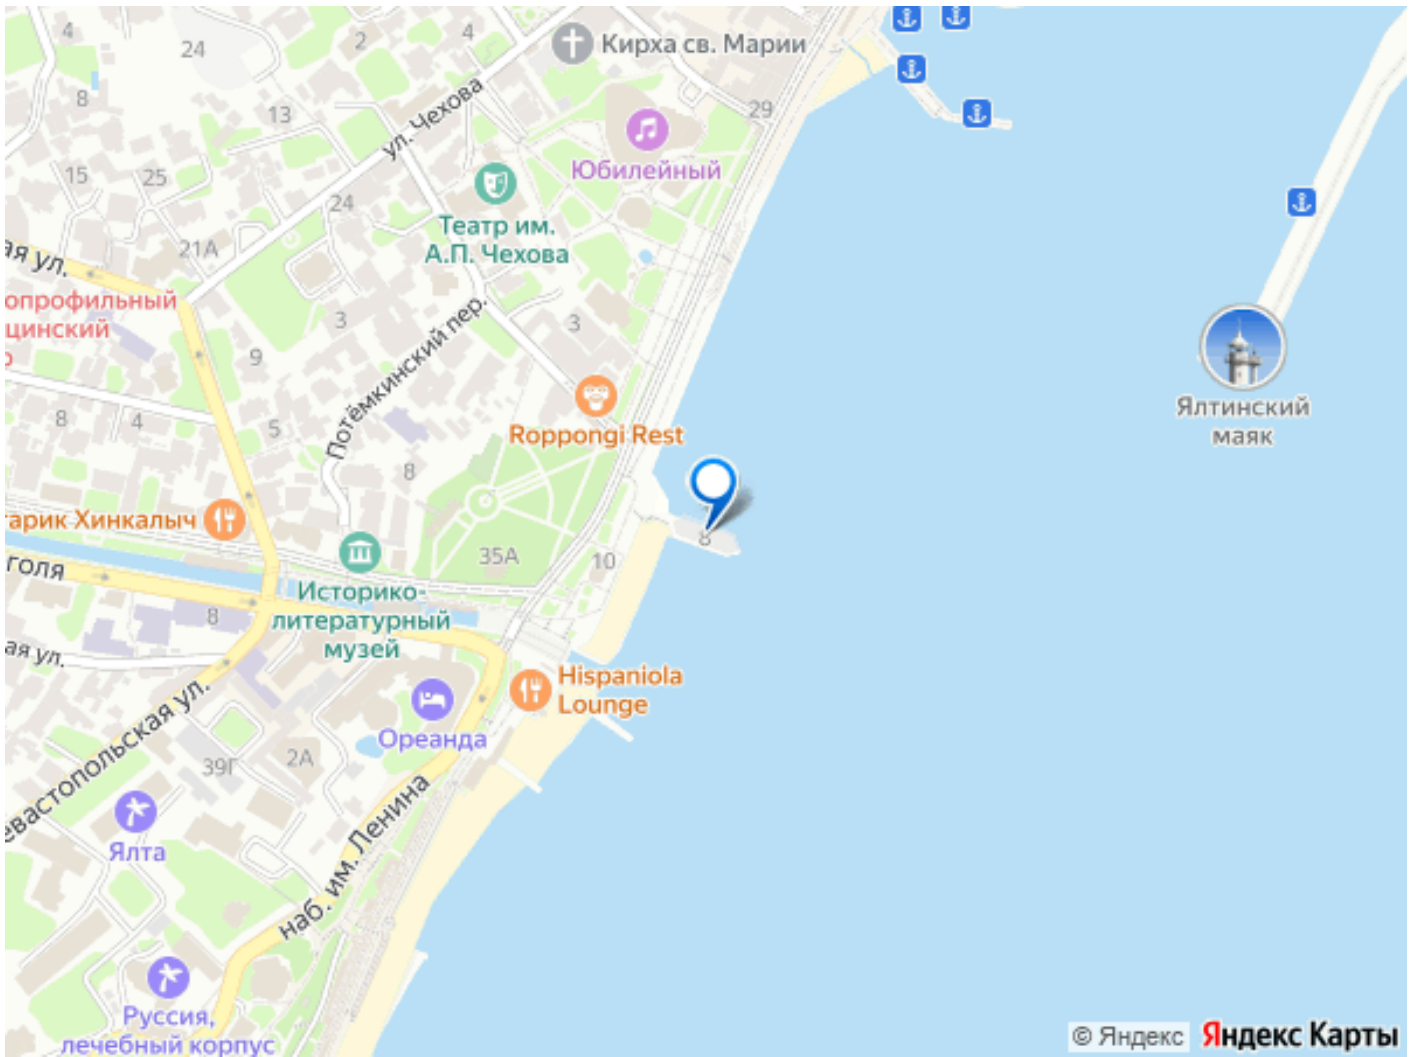 4
24
2
4
Кирха св. Марии
8
13
ул. Чехова
29
Юбилейный
15
25
24
Театр им.
А.П. Чехова
21А
ая ул.
опрофильный
цинский
р
3
3
9
Потёмкинский пер.
8
4
5
Roppongi Rest
8
Ялтинский
маяк
тарик Хинкалыч
35А
10
8
голя
Историко-
литературный
музей
8
ая ул.
Hispaniola
Lounge
Ореанда
евастопольская ул.
39Г
2А
наб. им. Ленина
Ялта
Руссия,
лечебный корпус
© Яндекс Яндекс Карты